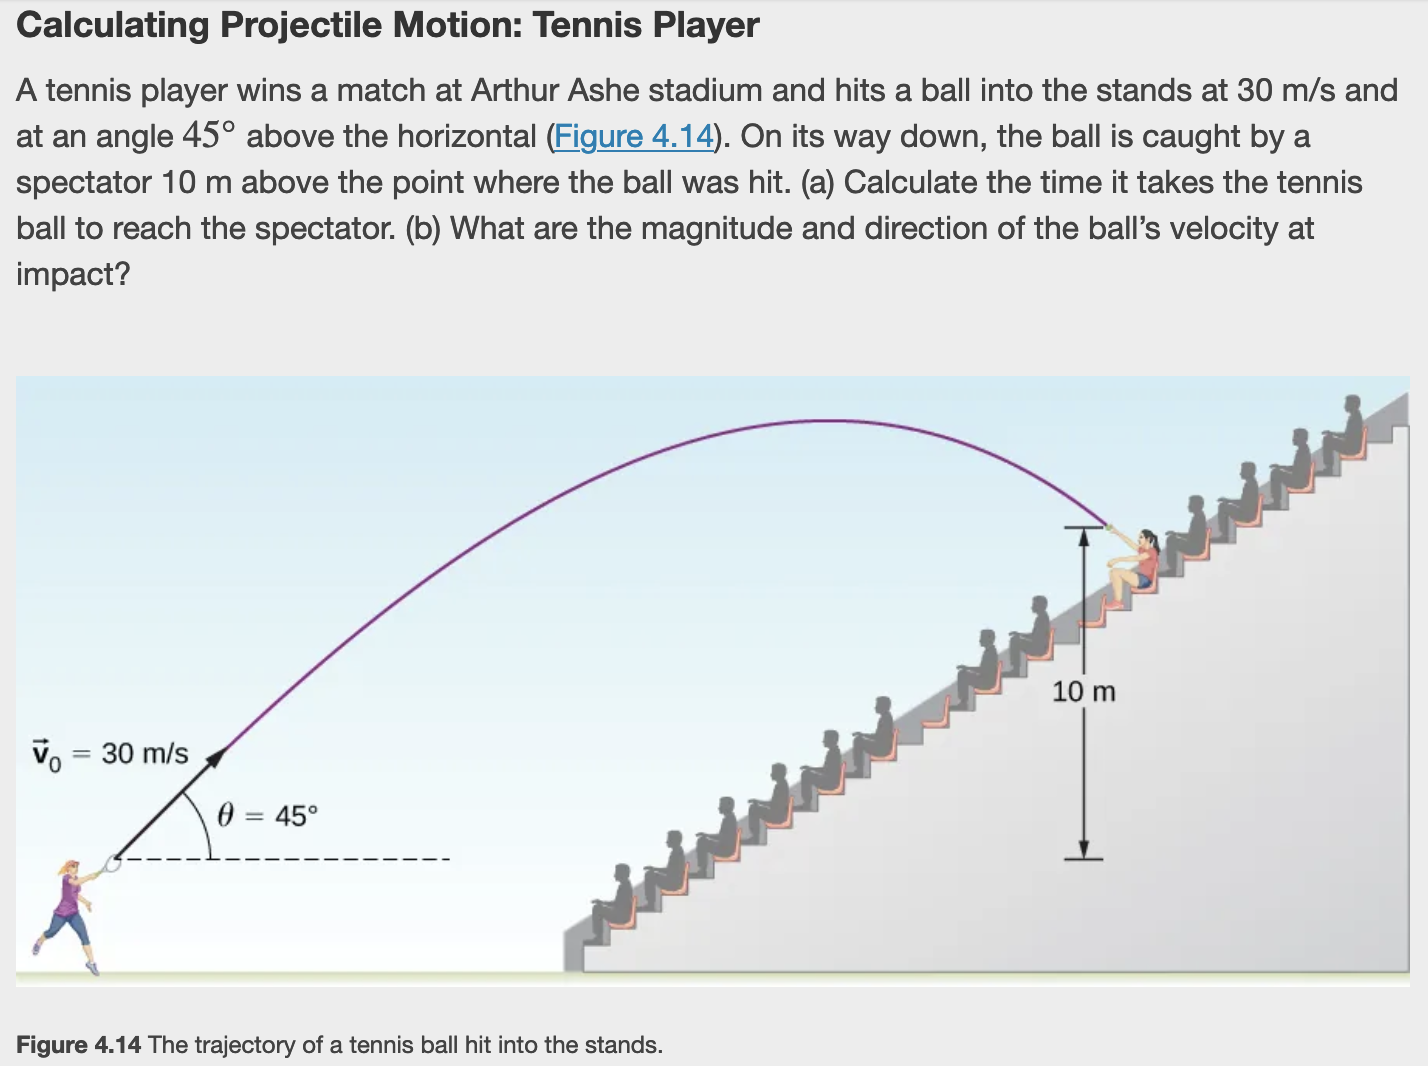 Calculating Projectile Motion: Tennis Player
A tennis player wins a match at Arthur Ashe stadium and hits a ball into the stands at 30 m/s and
at an angle 45° above the horizontal (Figure 4.14). On its way down, the ball is caught by a
spectator 10 m above the point where the ball was hit. (a) Calculate the time it takes the tennis
ball to reach the spectator. (b) What are the magnitude and direction of the ball’s velocity at
impact?
10 m
v⃗₀ = 30 m/s
θ = 45°
Figure 4.14 The trajectory of a tennis ball hit into the stands.